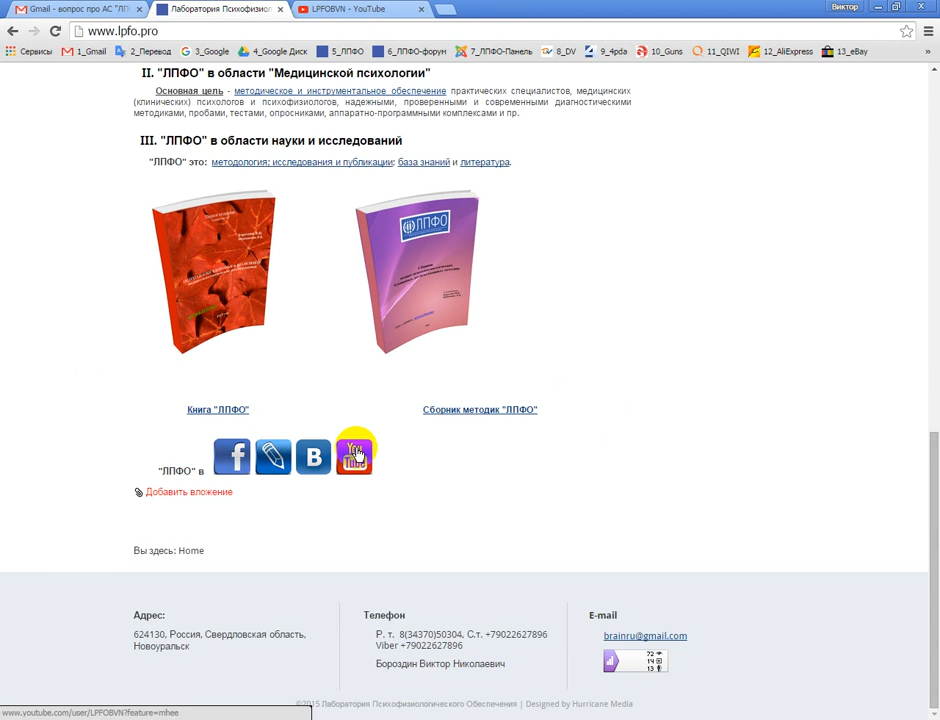 Gmail - вопрос про АС "ЛП
Лаборатория Психофизиол
LPFOBVN - YouTube
Виктор
www.lpfo.pro
Сервисы
1_Gmail
2_Перевод
3_Google
4_Google Диск
5_ЛПФО
6_ЛПФО-форум
7_ЛПФО-Панель
8_DV
9_4pda
10_Guns
11_QIWI
12_AliExpress
13_eBay
»
II. "ЛПФО" в области "Медицинской психологии"
Основная цель - методическое и инструментальное обеспечение практических специалистов, медицинских
(клинических) психологов и психофизиологов, надежными, проверенными и современными диагностическими
методиками, пробами, тестами, опросниками, аппаратно-программными комплексами и пр.
III. "ЛПФО" в области науки и исследований
"ЛПФО" это: методология; исследования и публикации; база знаний и литература.
ЛПФО
Книга "ЛПФО"
Сборник методик "ЛПФО"
"ЛПФО" в
f
B
You
Tube
Добавить вложение
Вы здесь: Home
Адрес:
624130, Россия, Свердловская область,
Новоуральск
Телефон
Р. т. 8(34370)50304, С.т. +79022627896
Viber +79022627896
Бороздин Виктор Николаевич
E-mail
brainru@gmail.com
72
14
13
©2015 Лаборатория Психофизиологического Обеспечения | Designed by Hurricane Media
www.youtube.com/user/LPFOBVN?feature=mhee